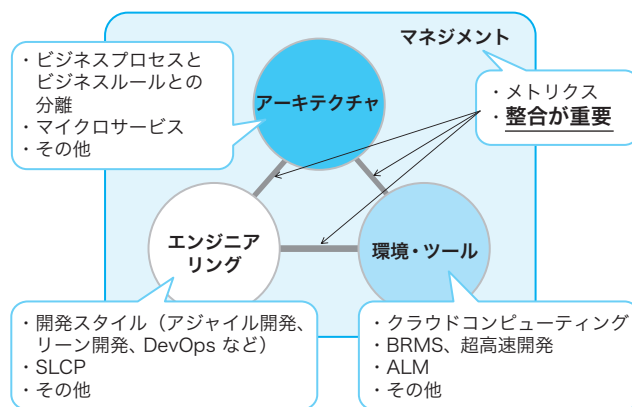 マネジメント
・ビジネスプロセスと
ビジネスルールとの
分離
・マイクロサービス
・その他
アーキテクチャ
・メトリクス
・整合が重要
エンジニア
リング
環境・ツール
・開発スタイル（アジャイル開発、
リーン開発、DevOps など）
・SLCP
・その他
・クラウドコンピューティング
・BRMS、超高速開発
・ALM
・その他